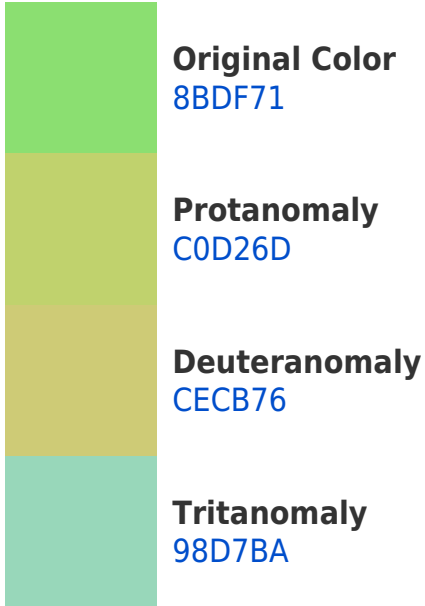 Original Color
8BDF71
Protanomaly
C0D26D
Deuteranomaly
CECB76
Tritanomaly
98D7BA